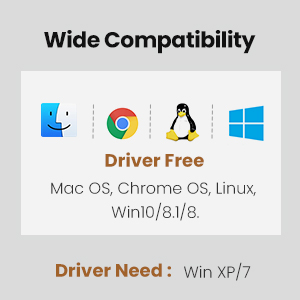 Wide Compatibility
Driver Free
Mac OS, Chrome OS, Linux,
Win10/8.1/8.
Driver Need : Win XP/7